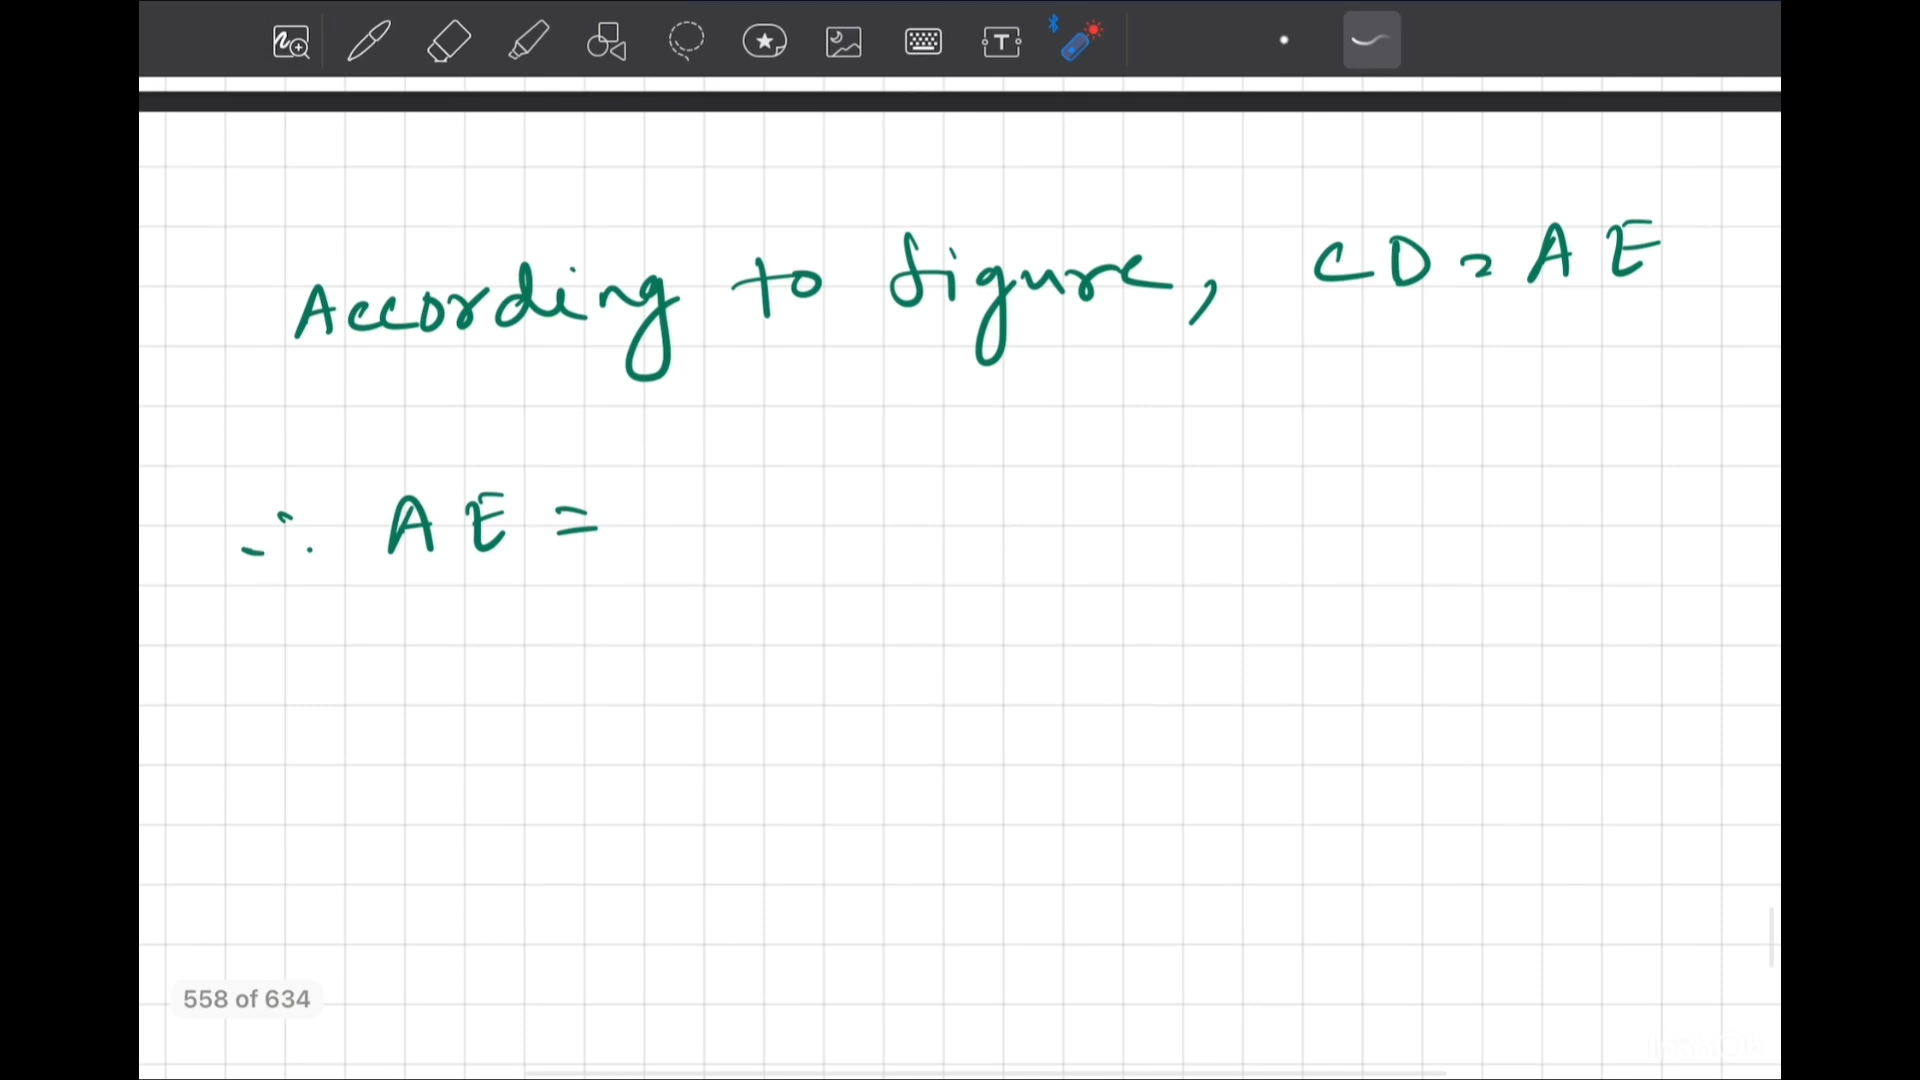 According to figure, CD = AE
∴ AE =
558 of 634